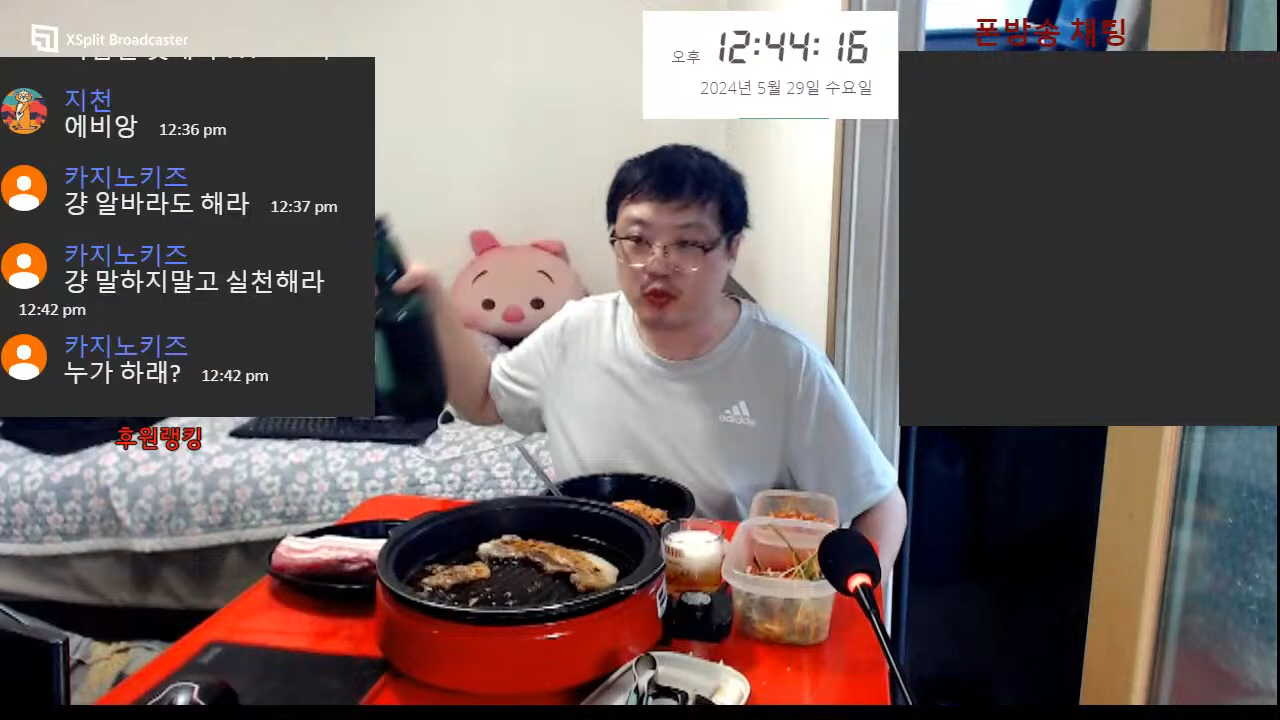 XSplit Broadcaster
지천
에비앙 12:36 pm
카지노키즈
걍 알바라도 해라 12:37 pm
카지노키즈
걍 말하지말고 실천해라
12:42 pm
카지노키즈
누가 하래? 12:42 pm
후원랭킹
오후 12:44:16
2024년 5월 29일 수요일
폰방송 채팅
adidas